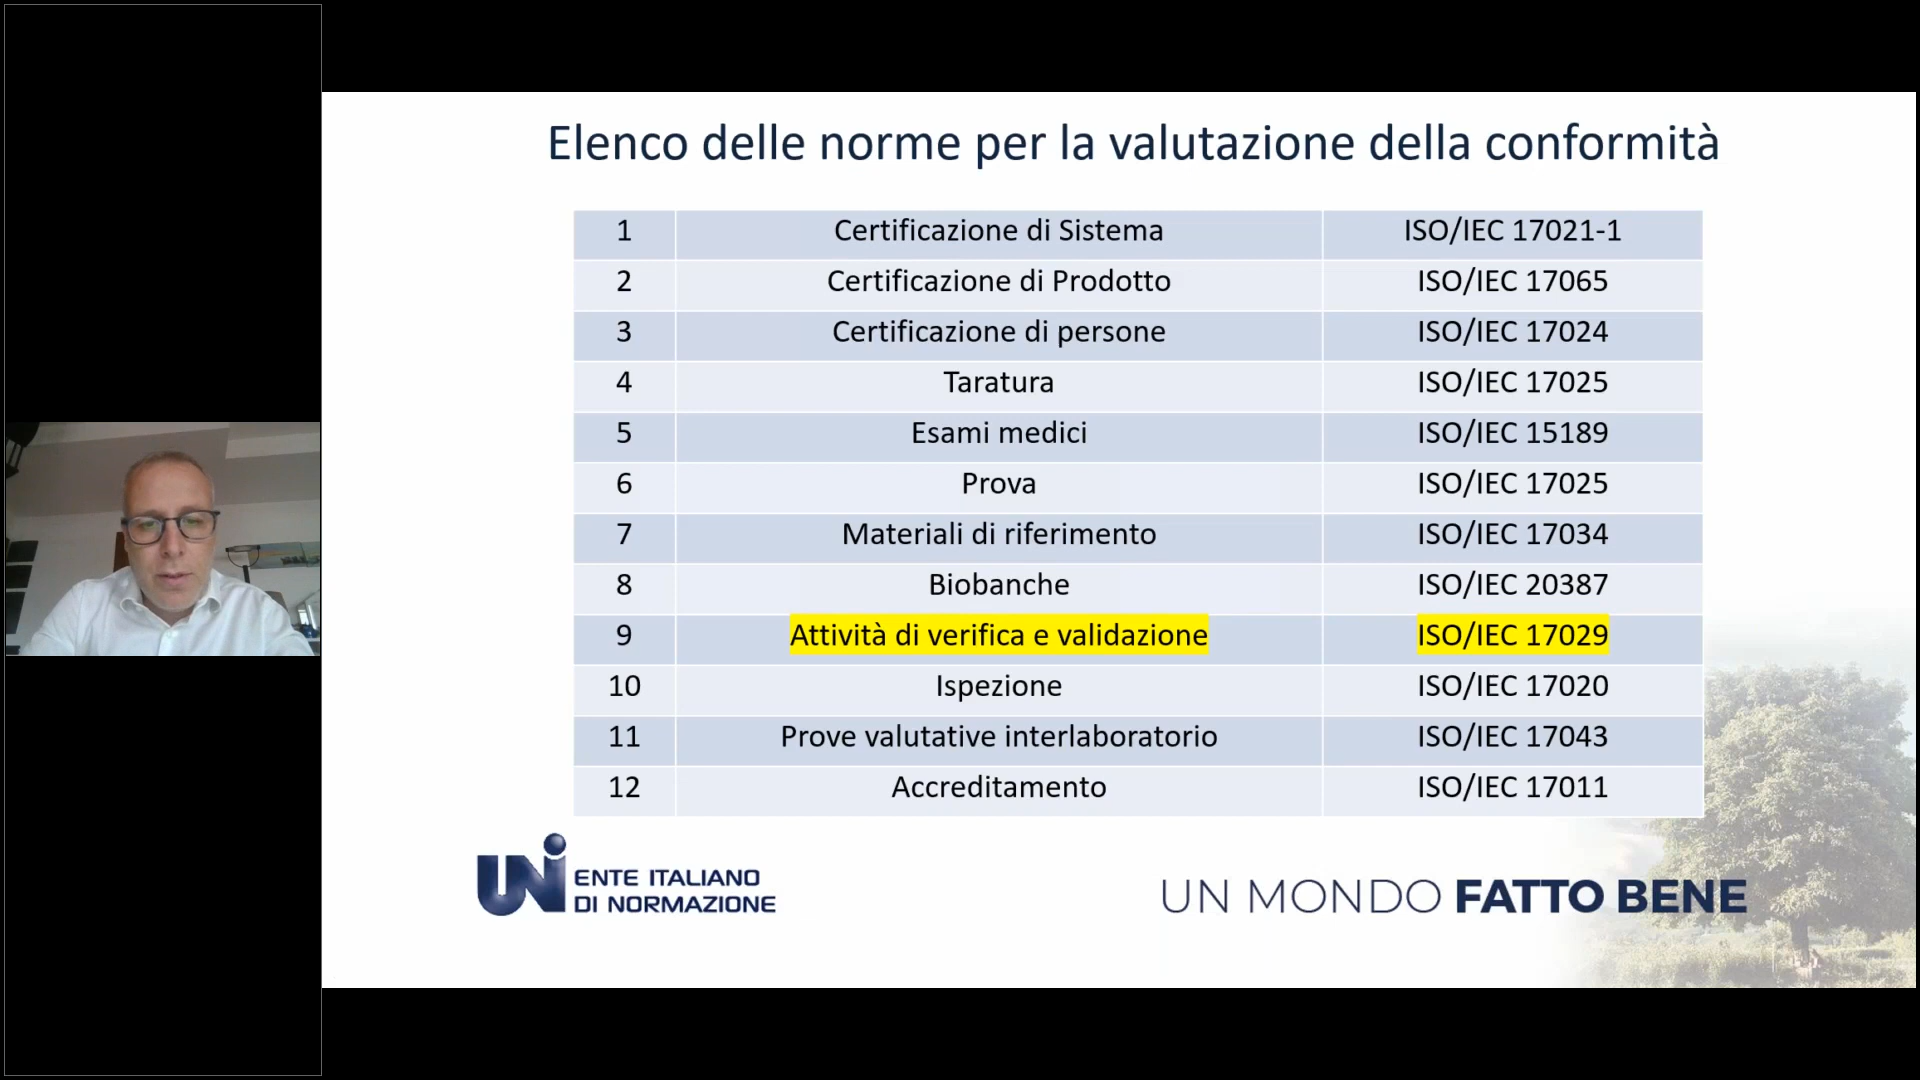 Elenco delle norme per la valutazione della conformità
1 Certificazione di Sistema ISO/IEC 17021-1
2 Certificazione di Prodotto ISO/IEC 17065
3 Certificazione di persone ISO/IEC 17024
4 Taratura ISO/IEC 17025
5 Esami medici ISO/IEC 15189
6 Prova ISO/IEC 17025
7 Materiali di riferimento ISO/IEC 17034
8 Biobanche ISO/IEC 20387
9 Attività di verifica e validazione ISO/IEC 17029
10 Ispezione ISO/IEC 17020
11 Prove valutative interlaboratorio ISO/IEC 17043
12 Accreditamento ISO/IEC 17011
UNI ENTE ITALIANO
DI NORMAZIONE
UN MONDO FATTO BENE